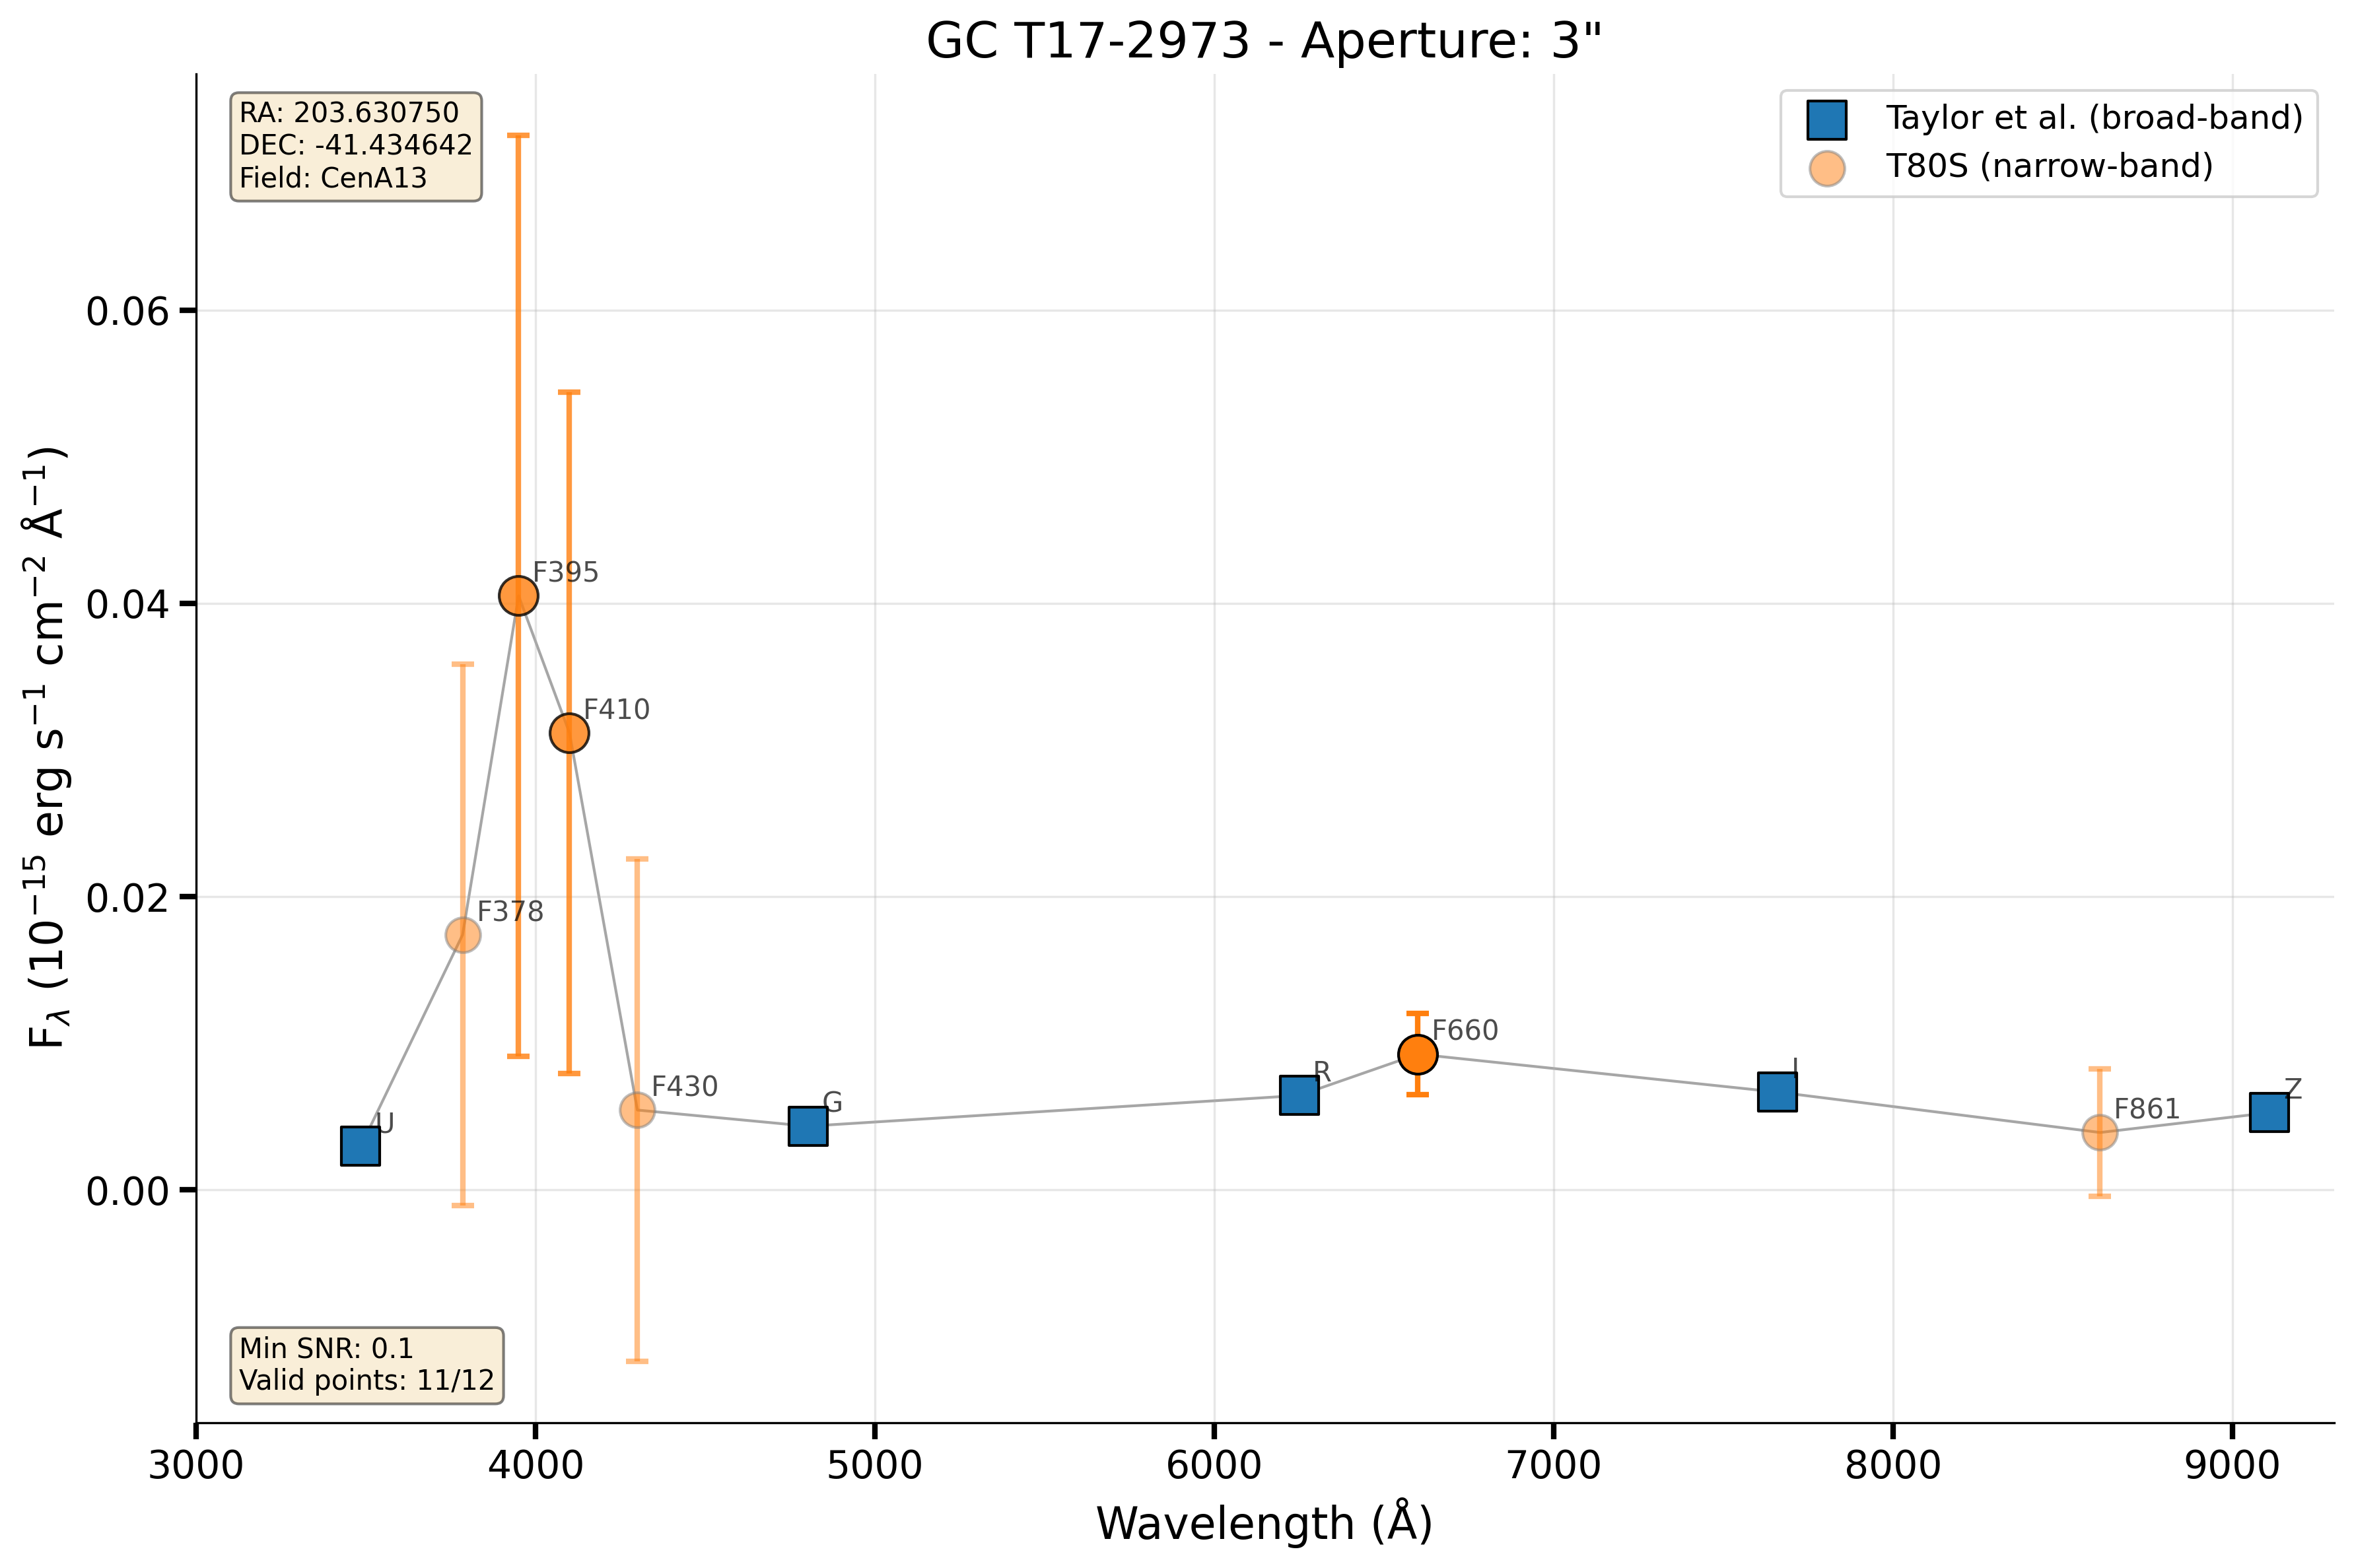 GC T17-2973 - Aperture: 3"
RA: 203.630750
DEC: -41.434642
Field: CenA13
Taylor et al. (broad-band)
T80S (narrow-band)
0.06
0.04
0.02
0.00
F_λ (10⁻¹⁵ erg s⁻¹ cm⁻² Å⁻¹)
F395
F410
F378
F430
F660
U
G
R
I
F861
Z
Min SNR: 0.1
Valid points: 11/12
3000 4000 5000 6000 7000 8000 9000
Wavelength (Å)